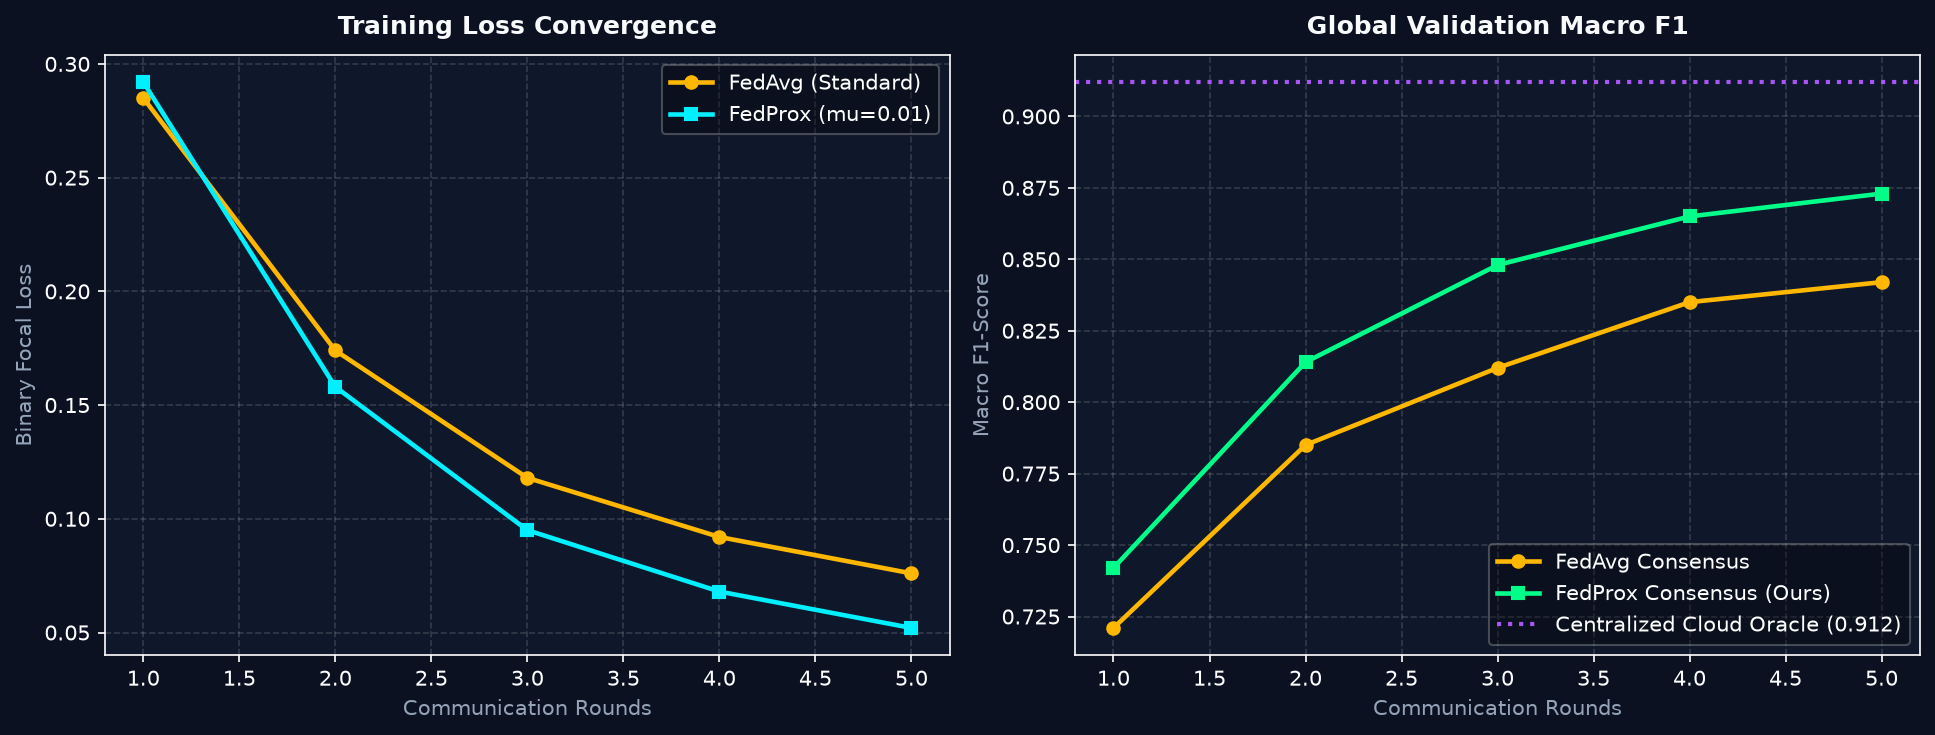 Training Loss Convergence
Binary Focal Loss
0.30
0.25
0.20
0.15
0.10
0.05
FedAvg (Standard)
FedProx (mu=0.01)
1.0 1.5 2.0 2.5 3.0 3.5 4.0 4.5 5.0
Communication Rounds
Global Validation Macro F1
Macro F1-Score
0.900
0.875
0.850
0.825
0.800
0.775
0.750
0.725
FedAvg Consensus
FedProx Consensus (Ours)
Centralized Cloud Oracle (0.912)
1.0 1.5 2.0 2.5 3.0 3.5 4.0 4.5 5.0
Communication Rounds